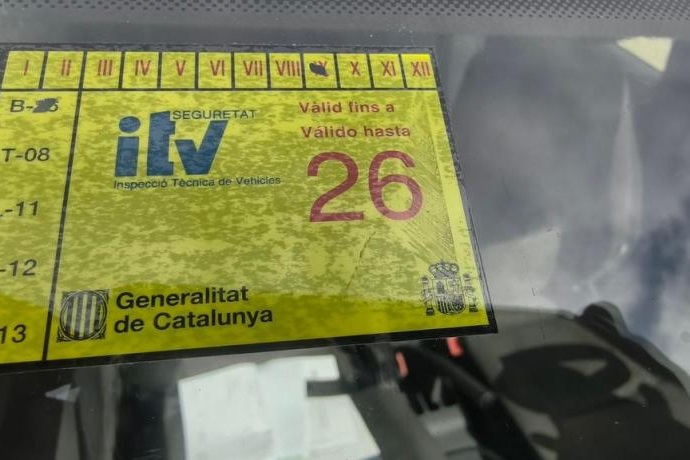 I II III IV V VI VII VIII X XI XII
B-
SEGURETAT
itv
Inspecció Tècnica de Vehicles
Vàlid fins a
Válido hasta
26
T-08
-11
-12
13
Generalitat
de Catalunya